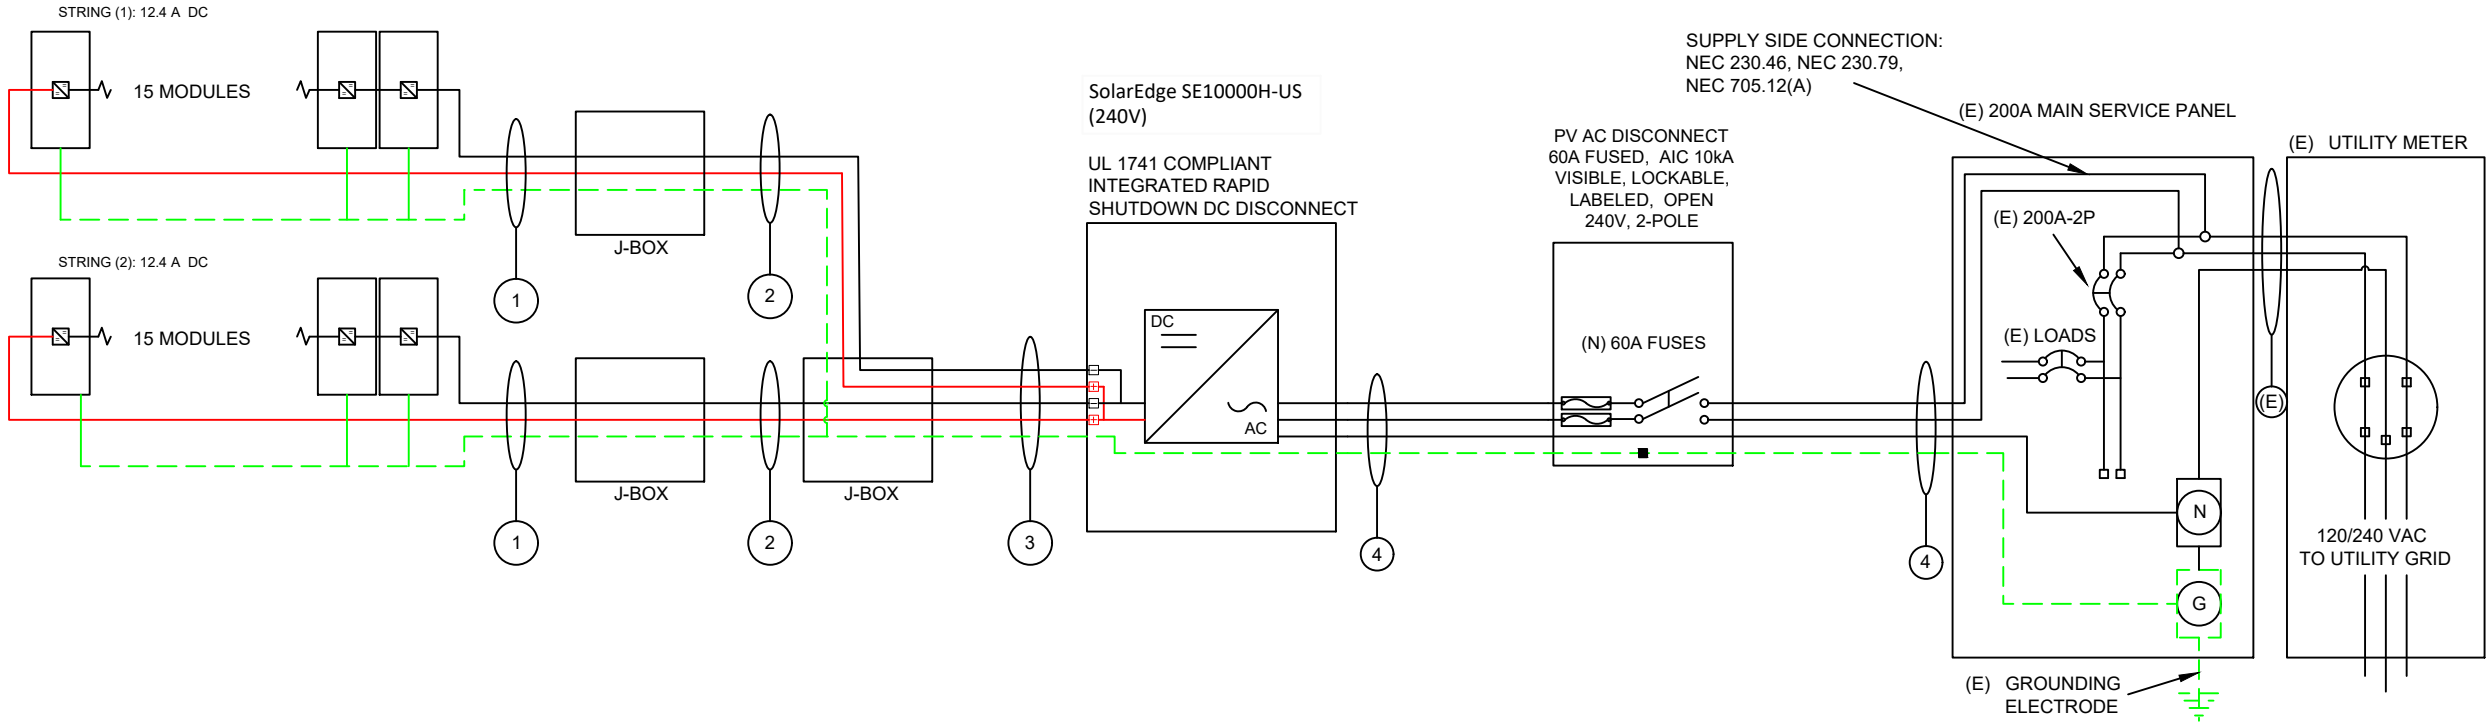 STRING (1): 12.4 A DC
15 MODULES
J-BOX
1
2
STRING (2): 12.4 A DC
15 MODULES
J-BOX
J-BOX
1
2
3
SolarEdge SE10000H-US
(240V)
UL 1741 COMPLIANT
INTEGRATED RAPID
SHUTDOWN DC DISCONNECT
DC
AC
4
PV AC DISCONNECT
60A FUSED, AIC 10kA
VISIBLE, LOCKABLE,
LABELED, OPEN
240V, 2-POLE
(N) 60A FUSES
4
SUPPLY SIDE CONNECTION:
NEC 230.46, NEC 230.79,
NEC 705.12(A)
(E) 200A MAIN SERVICE PANEL
(E) 200A-2P
(E) LOADS
N
G
(E) GROUNDING
ELECTRODE
(E)
(E) UTILITY METER
120/240 VAC
TO UTILITY GRID